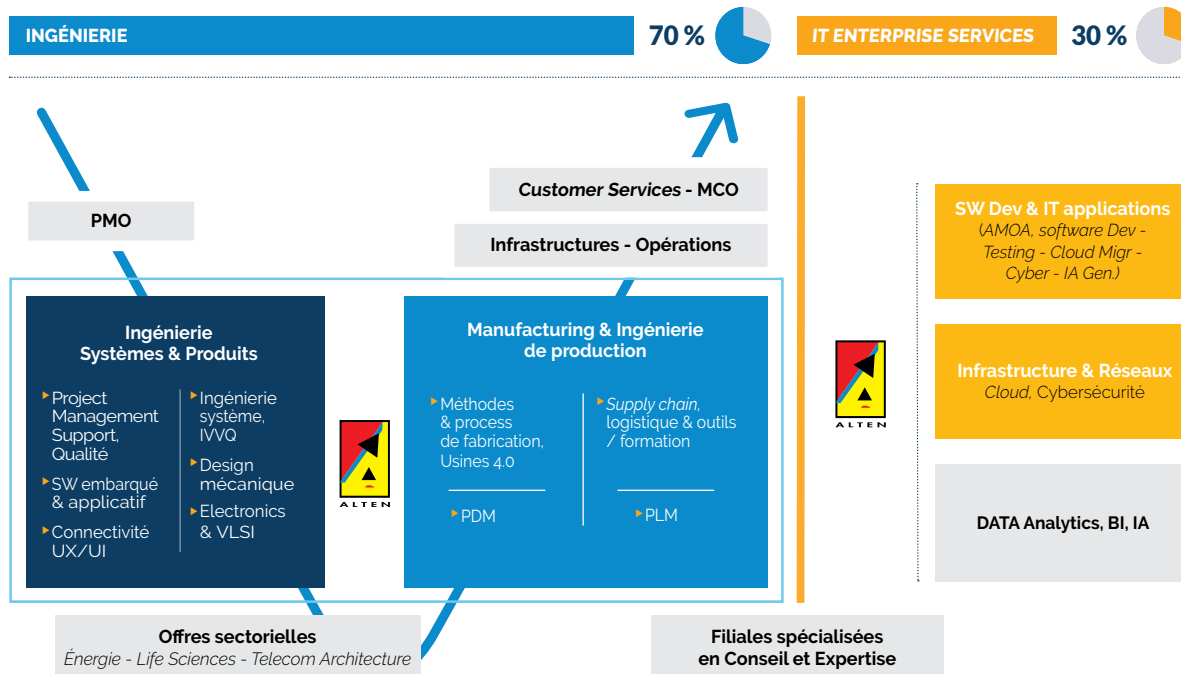 INGÉNIERIE
70 %
IT ENTERPRISE SERVICES
30 %
PMO
Customer Services - MCO
Infrastructures - Opérations
Ingénierie
Systèmes & Produits
Project
Management
Support,
Qualité
SW embarqué
& applicatif
Connectivité
UX/UI
Ingénierie
système,
IVVQ
Design
mécanique
Electronics
& VLSI
ALTEN
Manufacturing & Ingénierie
de production
Méthodes
& process
de fabrication,
Usines 4.0
PDM
Supply chain,
logistique & outils
/ formation
PLM
ALTEN
SW Dev & IT applications
(AMOA, software Dev -
Testing - Cloud Migr -
Cyber - IA Gen.)
Infrastructure & Réseaux
Cloud, Cybersécurité
DATA Analytics, BI, IA
Offres sectorielles
Énergie - Life Sciences - Telecom Architecture
Filiales spécialisées
en Conseil et Expertise